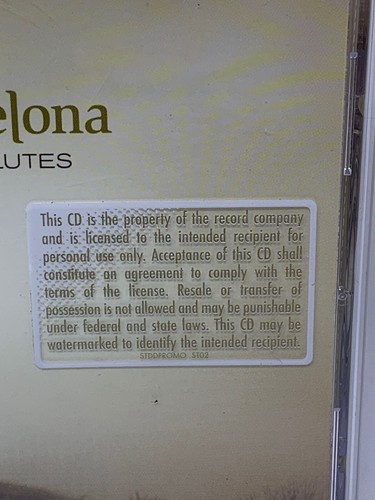 elona
LUTES
This CD is the property of the record company
and is licensed to the intended recipient for
personal use only. Acceptance of this CD shall
constitute an agreement to comply with the
terms of the license. Resale or transfer of
possession is not allowed and may be punishable
under federal and state laws. This CD may be
watermarked to identify the intended recipient.
STDDPROMO ST02